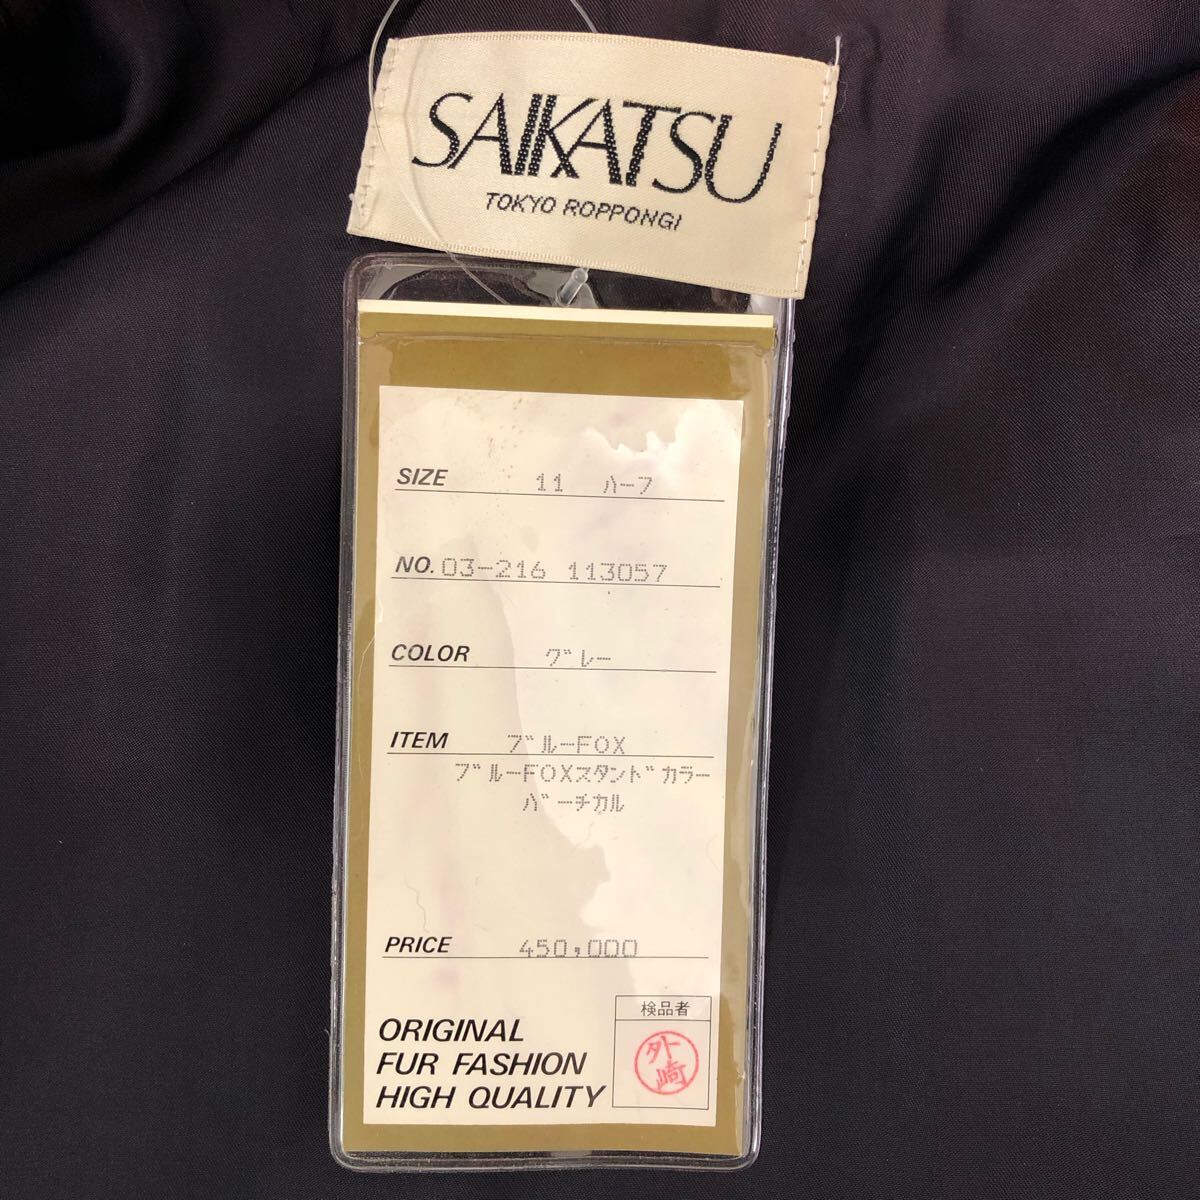 SAIKATSU
TOKYO ROPPONGI
SIZE 11 ハーフ
NO. 03-216 113057
COLOR グレー
ITEM ブルーFOX
ブルーFOXスタンドカラー
バーチカル
PRICE 450,000
検品者
外崎
ORIGINAL
FUR FASHION
HIGH QUALITY